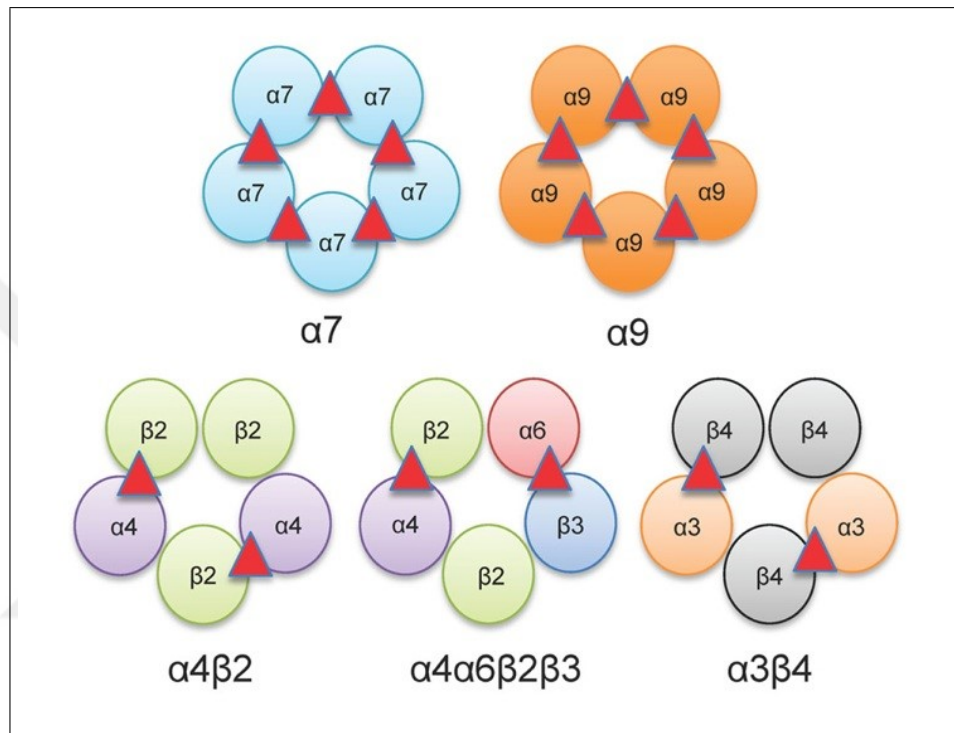 α7 α7 α9 α9
α7 α7 α9 α9
α7 α9
α7 α9
β2 β2 β2 α6 β4 β4
α4 α4 α4 β3 α3 α3
β2 β2 β4
α4β2 α4α6β2β3 α3β4